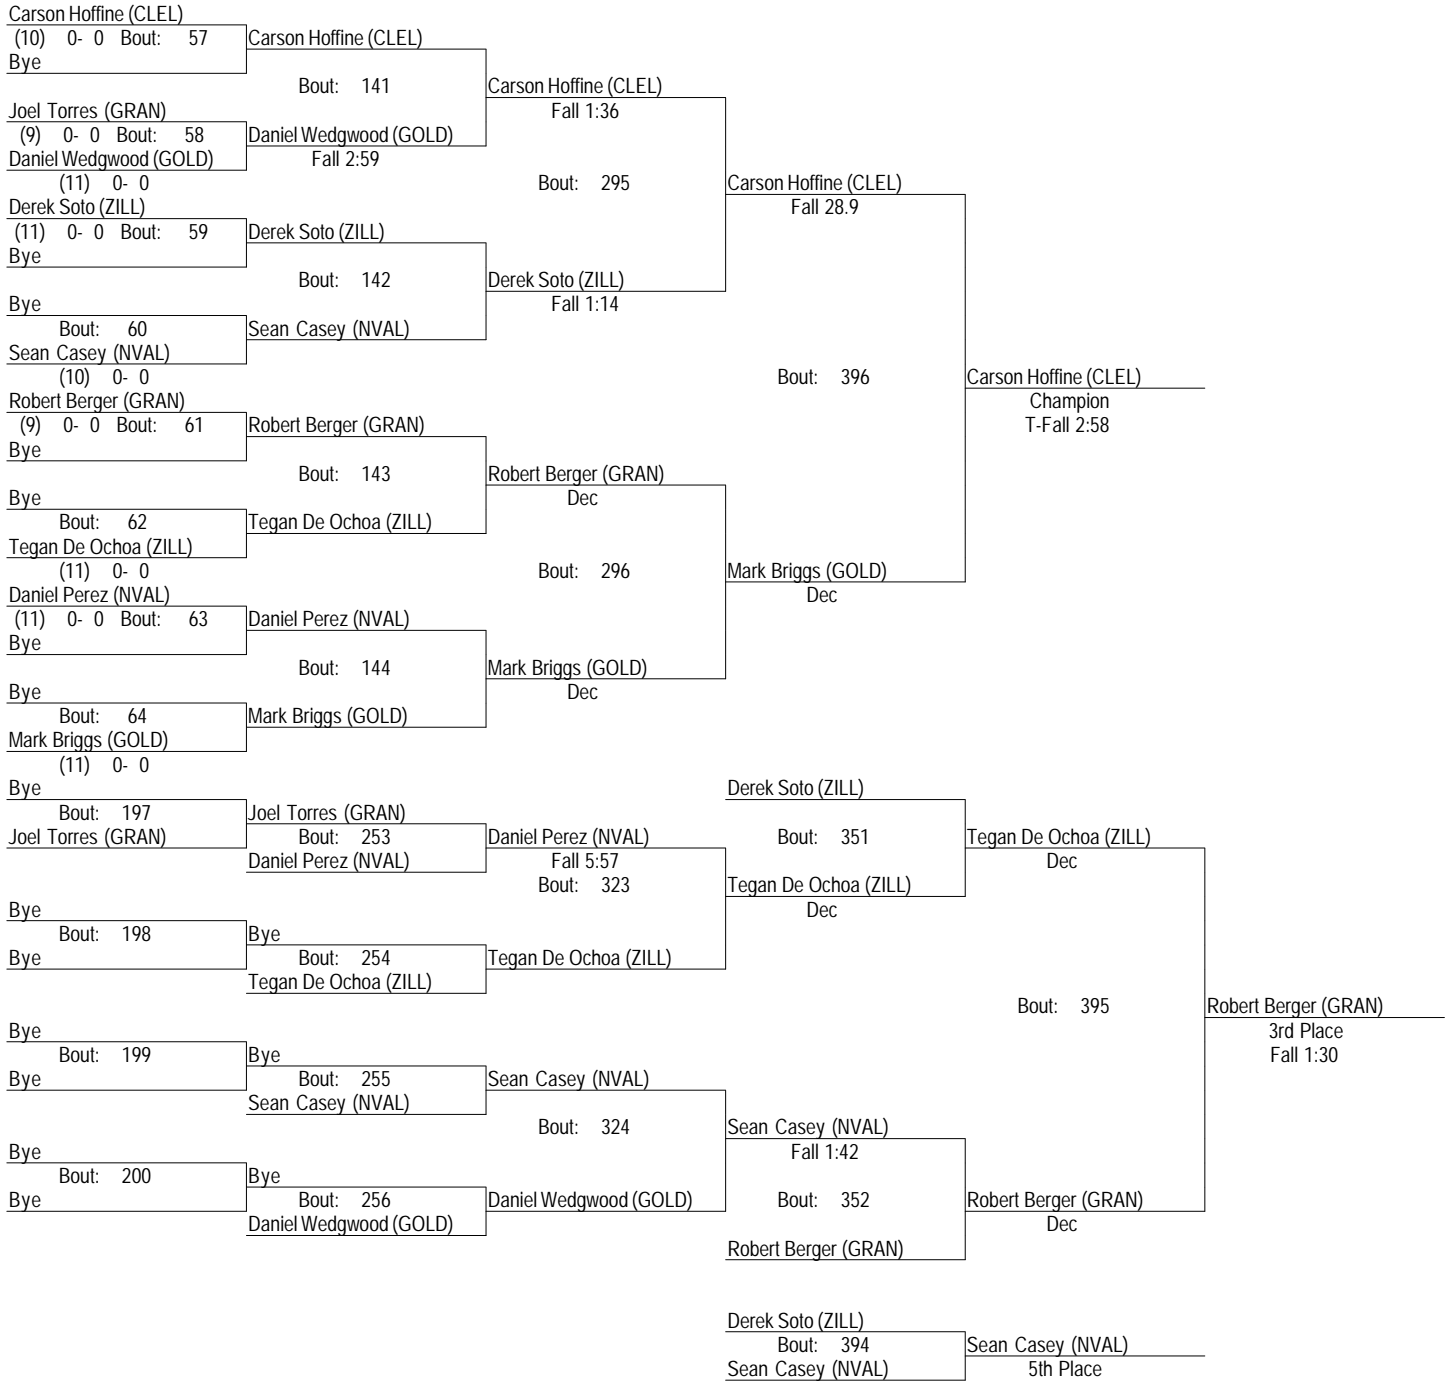 Carson Hoffine (CLEL)
(10) 0- 0 Bout: 57 Carson Hoffine (CLEL)
Bye
Bout: 141 Carson Hoffine (CLEL)
Joel Torres (GRAN) Fall 1:36
(9) 0- 0 Bout: 58 Daniel Wedgwood (GOLD)
Daniel Wedgwood (GOLD) Fall 2:59
(11) 0- 0 Bout: 295 Carson Hoffine (CLEL)
Derek Soto (ZILL) Fall 28.9
(11) 0- 0 Bout: 59 Derek Soto (ZILL)
Bye
Bout: 142 Derek Soto (ZILL)
Bye Fall 1:14
Bout: 60 Sean Casey (NVAL)
Sean Casey (NVAL)
(10) 0- 0 Bout: 396 Carson Hoffine (CLEL)
Robert Berger (GRAN) Champion
(9) 0- 0 Bout: 61 Robert Berger (GRAN) T-Fall 2:58
Bye
Bout: 143 Robert Berger (GRAN)
Bye Dec
Bout: 62 Tegan De Ochoa (ZILL)
Tegan De Ochoa (ZILL)
(11) 0- 0 Bout: 296 Mark Briggs (GOLD)
Daniel Perez (NVAL) Dec
(11) 0- 0 Bout: 63 Daniel Perez (NVAL)
Bye
Bout: 144 Mark Briggs (GOLD)
Bye Dec
Bout: 64 Mark Briggs (GOLD)
Mark Briggs (GOLD)
(11) 0- 0
Bye Derek Soto (ZILL)
Bout: 197 Joel Torres (GRAN)
Joel Torres (GRAN) Bout: 253 Daniel Perez (NVAL) Bout: 351 Tegan De Ochoa (ZILL)
Daniel Perez (NVAL) Fall 5:57 Dec
Bout: 323 Tegan De Ochoa (ZILL)
Bye Dec
Bout: 198 Bye
Bye Bout: 254 Tegan De Ochoa (ZILL)
Tegan De Ochoa (ZILL)
Bout: 395 Robert Berger (GRAN)
Bye 3rd Place
Bout: 199 Bye Fall 1:30
Bye Bout: 255 Sean Casey (NVAL)
Sean Casey (NVAL)
Bout: 324 Sean Casey (NVAL)
Bye Fall 1:42
Bout: 200 Bye
Bye Bout: 256 Daniel Wedgwood (GOLD) Bout: 352 Robert Berger (GRAN)
Daniel Wedgwood (GOLD) Dec
Robert Berger (GRAN)
Derek Soto (ZILL)
Bout: 394 Sean Casey (NVAL)
Sean Casey (NVAL) 5th Place